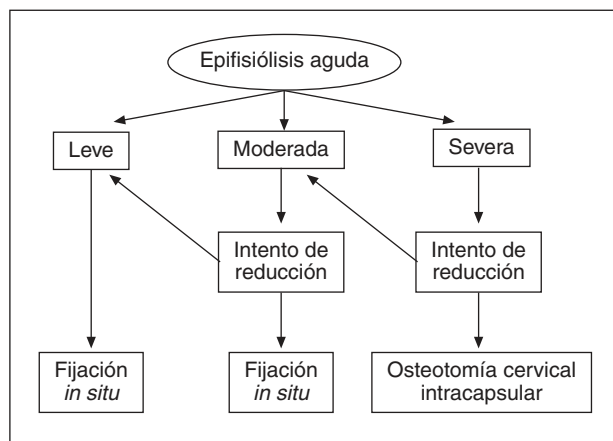 Epifisiólisis aguda
Leve
Moderada
Severa
Intento de
reducción
Intento de
reducción
Fijación
in situ
Fijación
in situ
Osteotomía cervical
intracapsular